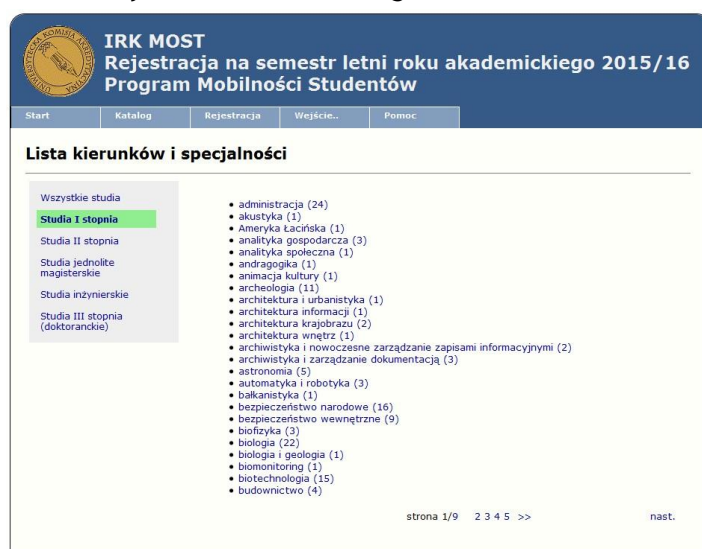 IRK MOST
Rejestracja na semestr letni roku akademickiego 2015/16
Program Mobilności Studentów
Start Katalog Rejestracja Wejście.. Pomoc
Lista kierunków i specjalności
Wszystkie studia
Studia I stopnia
Studia II stopnia
Studia jednolite
magisterskie
Studia inżynierskie
Studia III stopnia
(doktoranckie)
• administracja (24)
• akustyka (1)
• Ameryka Łacińska (1)
• analityka gospodarcza (3)
• analityka społeczna (1)
• andragogika (1)
• animacja kultury (1)
• archeologia (11)
• architektura i urbanistyka (1)
• architektura informacji (1)
• architektura krajobrazu (2)
• architektura wnętrz (1)
• archiwistyka i nowoczesne zarządzanie zapisami informacyjnymi (2)
• archiwistyka i zarządzanie dokumentacją (3)
• astronomia (5)
• automatyka i robotyka (3)
• bałkanistyka (1)
• bezpieczeństwo narodowe (16)
• bezpieczeństwo wewnętrzne (9)
• biofizyka (3)
• biologia (22)
• biologia i geologia (1)
• biomonitoring (1)
• biotechnologia (15)
• budownictwo (4)
strona 1/9 2 3 4 5 >> nast.